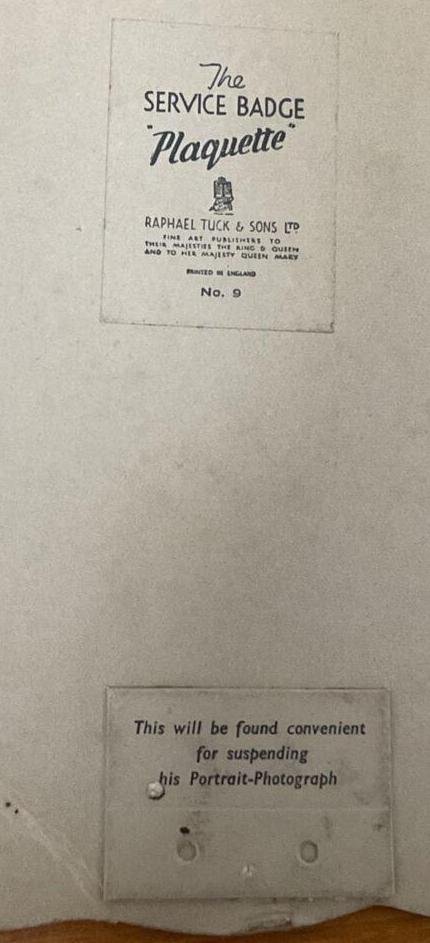 The
SERVICE BADGE
"Plaquette"
RAPHAEL TUCK & SONS LTD
FINE ART PUBLISHERS TO
THEIR MAJESTIES THE KING & QUEEN
AND TO HER MAJESTY QUEEN MARY
PRINTED IN ENGLAND
No. 9
This will be found convenient
for suspending
his Portrait-Photograph